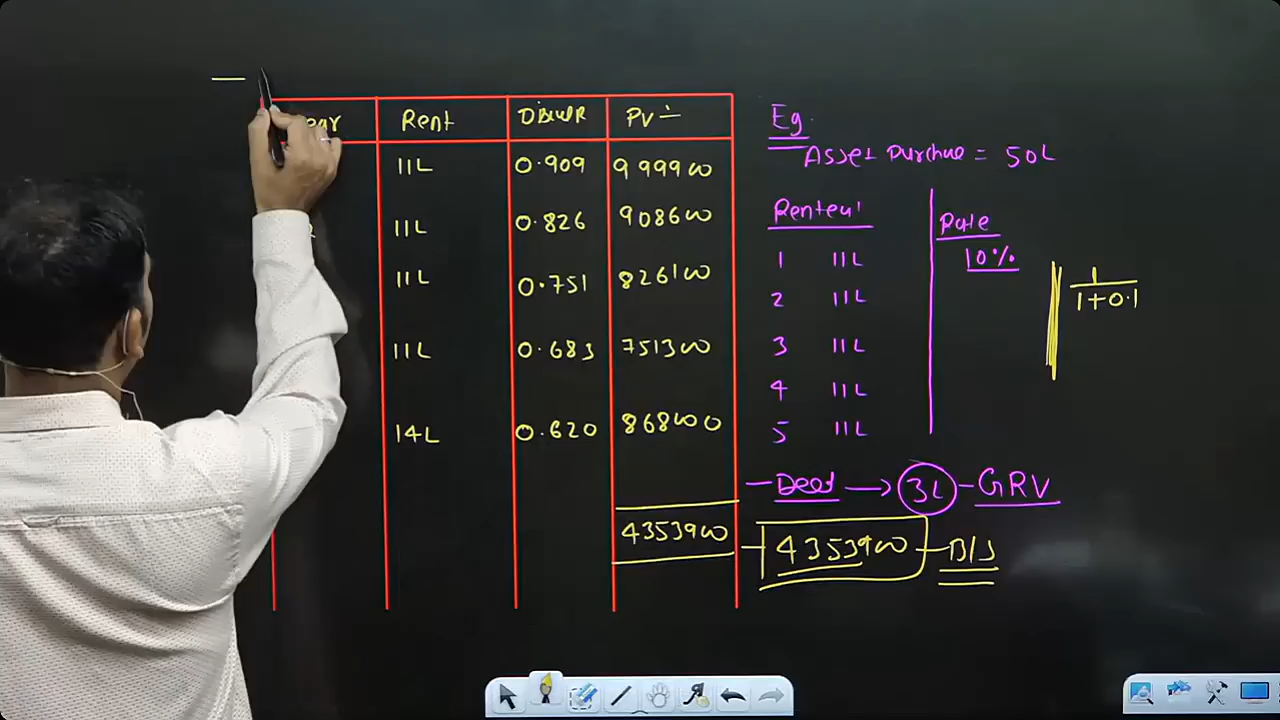 ear Rent PV
11L 0.909 999900
2 11L 0.826 908600
11L 0.751 826100
11L 0.683 751300
14L 0.620 868000
4353900
Eg.
Asset purchase = 50L
Rental Rate
10%
1 11L
2 11L
3 11L
4 11L
5 11L
1
1+0.1
3L - GRV
4353900 B/S